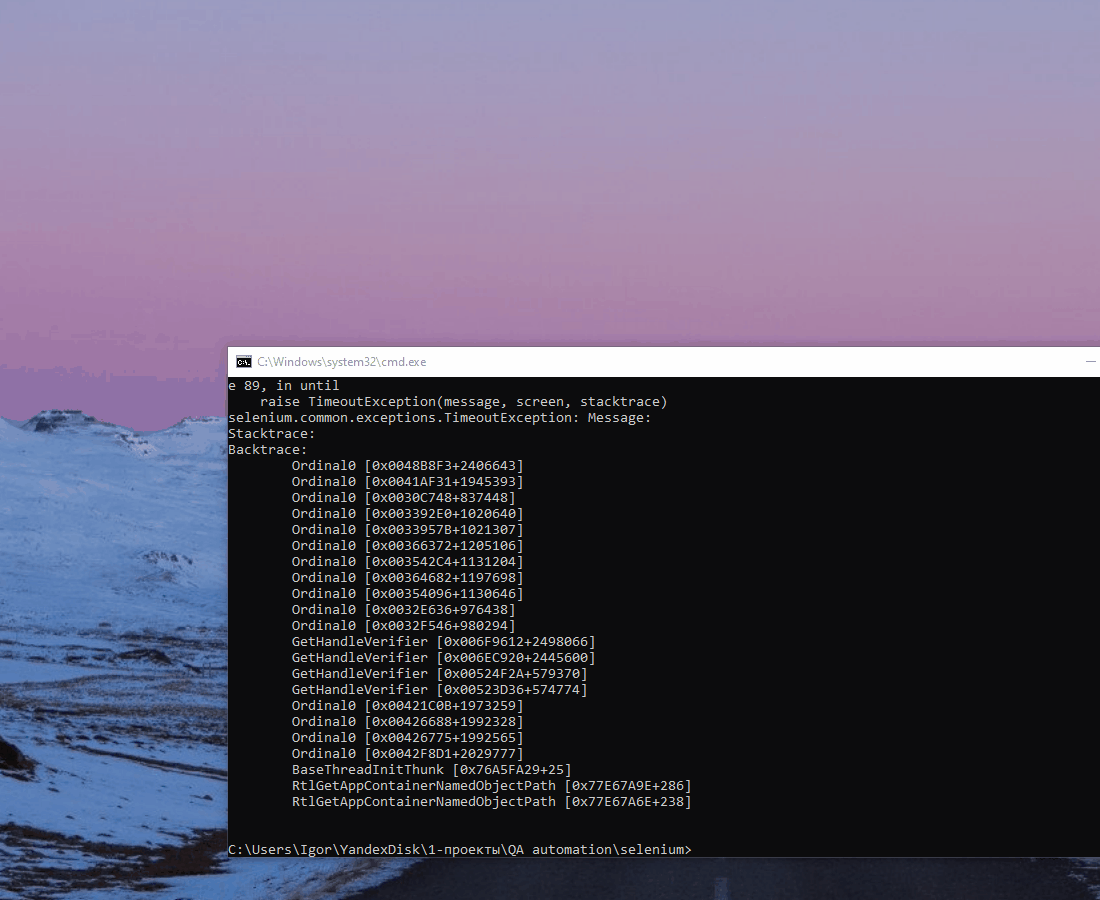 C:\Windows\system32\cmd.exe
e 89, in until
raise TimeoutException(message, screen, stacktrace)
selenium.common.exceptions.TimeoutException: Message:
Stacktrace:
Backtrace:
Ordinal0 [0x0048B8F3+2406643]
Ordinal0 [0x0041AF31+1945393]
Ordinal0 [0x0030C748+837448]
Ordinal0 [0x003392E0+1020640]
Ordinal0 [0x0033957B+1021307]
Ordinal0 [0x00366372+1205106]
Ordinal0 [0x003542C4+1131204]
Ordinal0 [0x00364682+1197698]
Ordinal0 [0x00354096+1130646]
Ordinal0 [0x0032E636+976438]
Ordinal0 [0x0032F546+980294]
GetHandleVerifier [0x006F9612+2498066]
GetHandleVerifier [0x006EC920+2445600]
GetHandleVerifier [0x00524F2A+579370]
GetHandleVerifier [0x00523D36+574774]
Ordinal0 [0x00421C0B+1973259]
Ordinal0 [0x00426688+1992328]
Ordinal0 [0x00426775+1992565]
Ordinal0 [0x0042F8D1+2029777]
BaseThreadInitThunk [0x76A5FA29+25]
RtlGetAppContainerNamedObjectPath [0x77E67A9E+286]
RtlGetAppContainerNamedObjectPath [0x77E67A6E+238]
C:\Users\Igor\YandexDisk\1-проекты\QA automation\selenium>